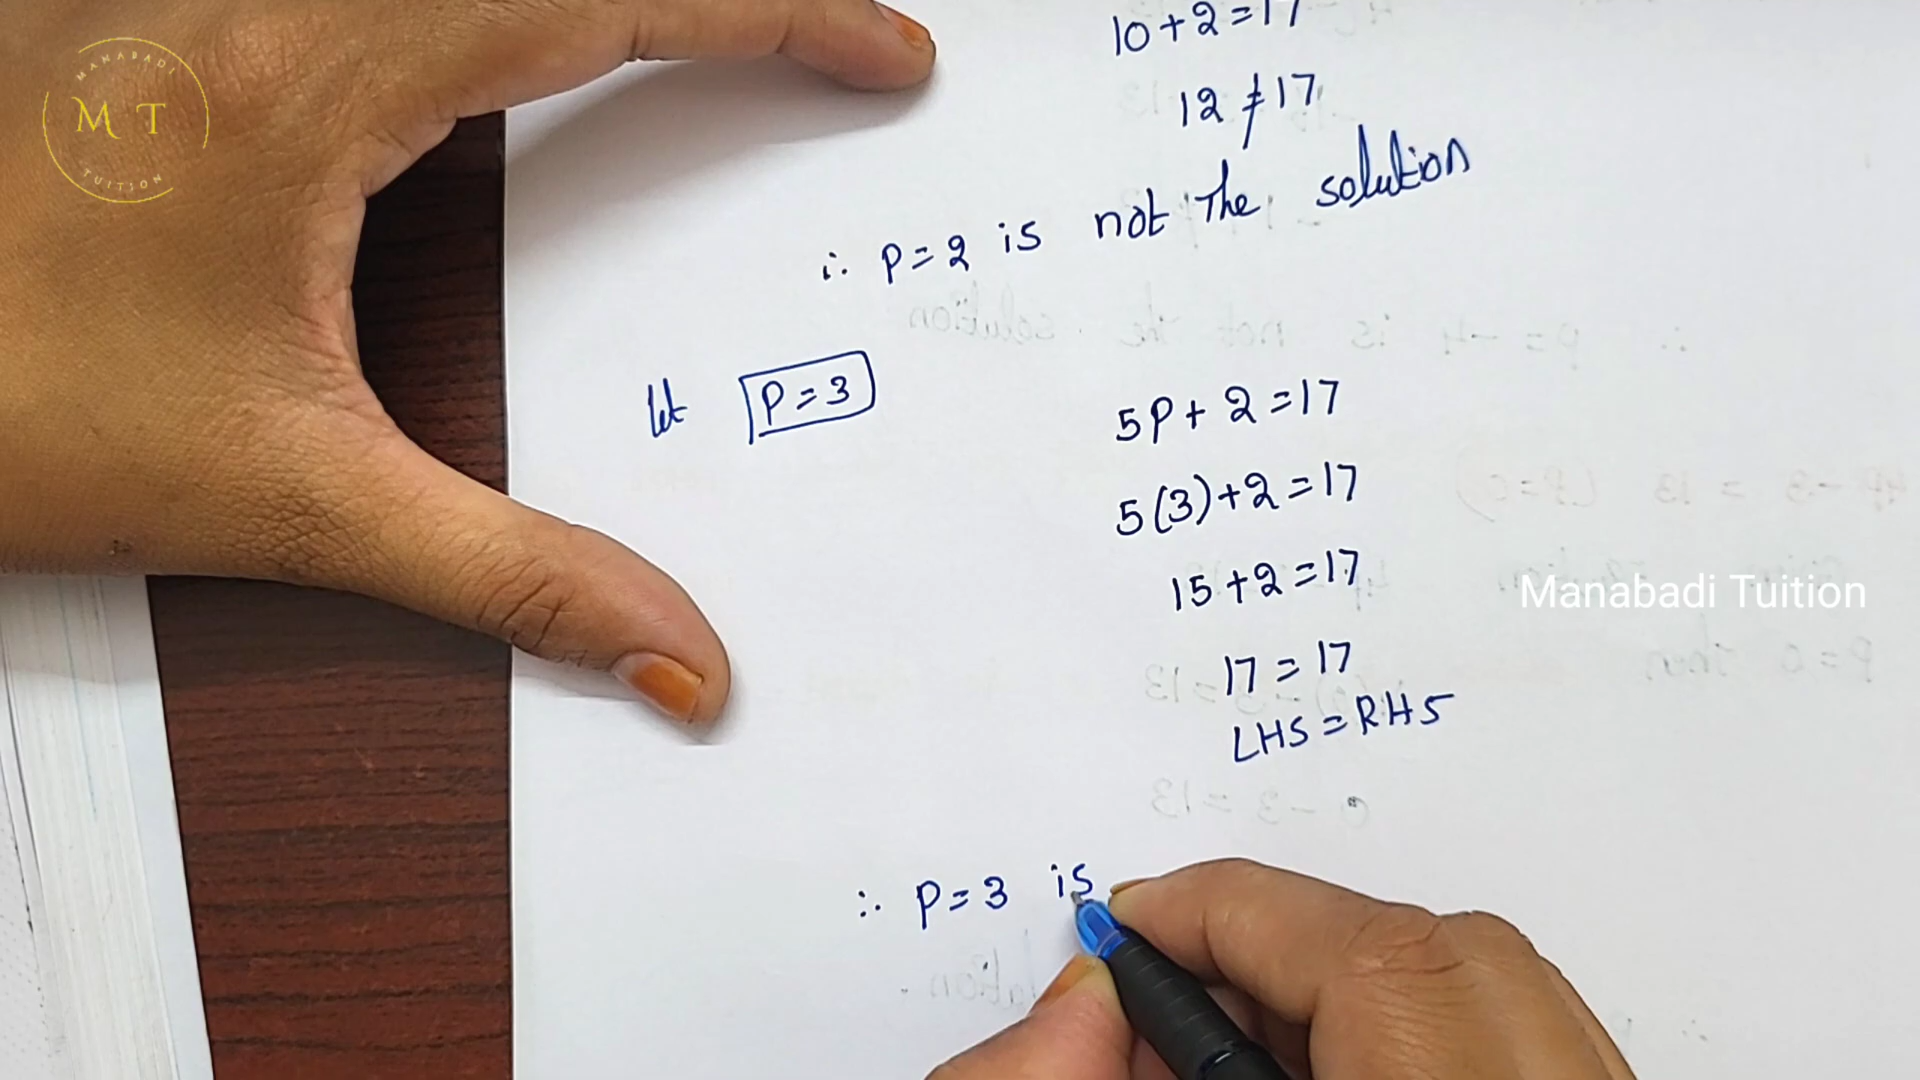 MANABADI
M T
TUITSON
10 + 2 = 17
12 ≠ 17
∴ P = 2 is not The solution
let P = 3
5P + 2 = 17
5(3) + 2 = 17
15 + 2 = 17
Manabadi Tuition
17 = 17
LHS = RHS
∴ P = 3 is